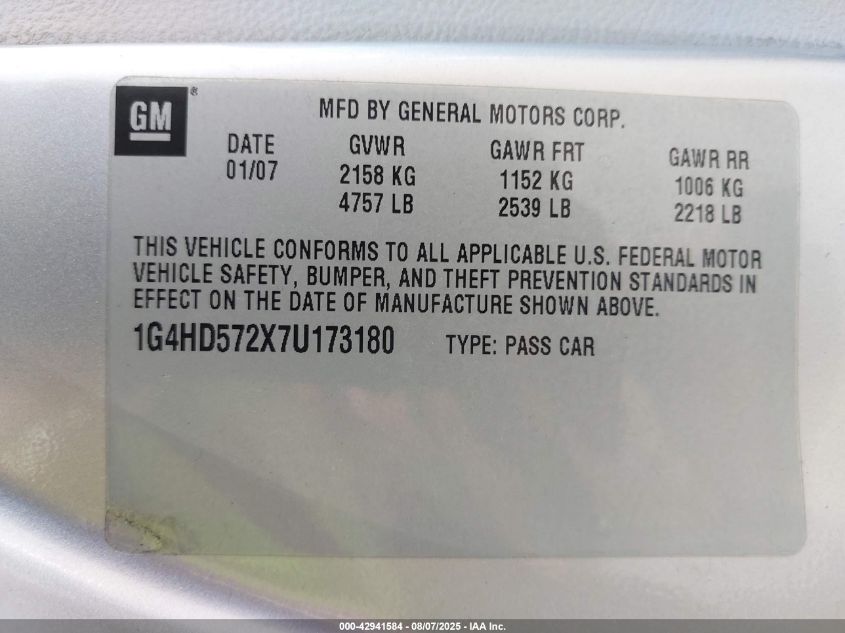 GM®
MFD BY GENERAL MOTORS CORP.
DATE GVWR GAWR FRT GAWR RR
01/07 2158 KG 1152 KG 1006 KG
4757 LB 2539 LB 2218 LB
THIS VEHICLE CONFORMS TO ALL APPLICABLE U.S. FEDERAL MOTOR
VEHICLE SAFETY, BUMPER, AND THEFT PREVENTION STANDARDS IN
EFFECT ON THE DATE OF MANUFACTURE SHOWN ABOVE.
1G4HD572X7U173180 TYPE: PASS CAR
000-42941584 - 08/07/2025 - IAA Inc.